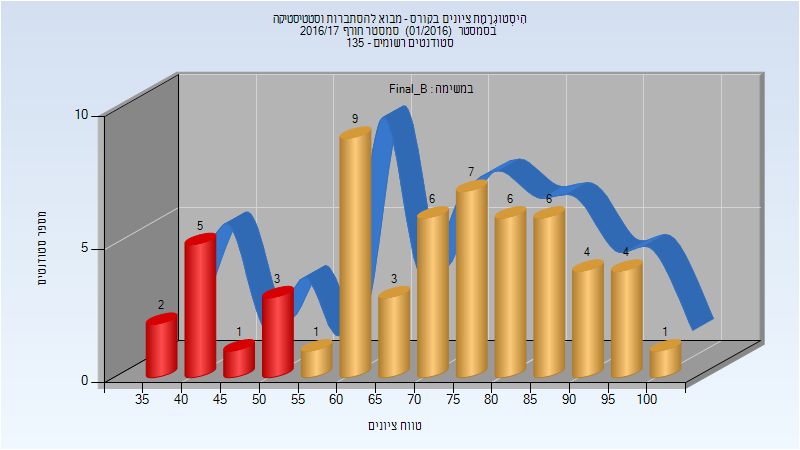 היסְטוגְרָמַת ציונים בקורס - מבוא להסתברות וסטטיסטיקה
בסמסטר (01/2016) סמסטר חורף 2016/17
סטודנטים רשומים - 135
במשימה : Final_B
10
5
0
מספר סטודנטים
2
5
1
3
1
9
3
6
7
6
6
4
4
1
35 40 45 50 55 60 65 70 75 80 85 90 95 100
טווח ציונים